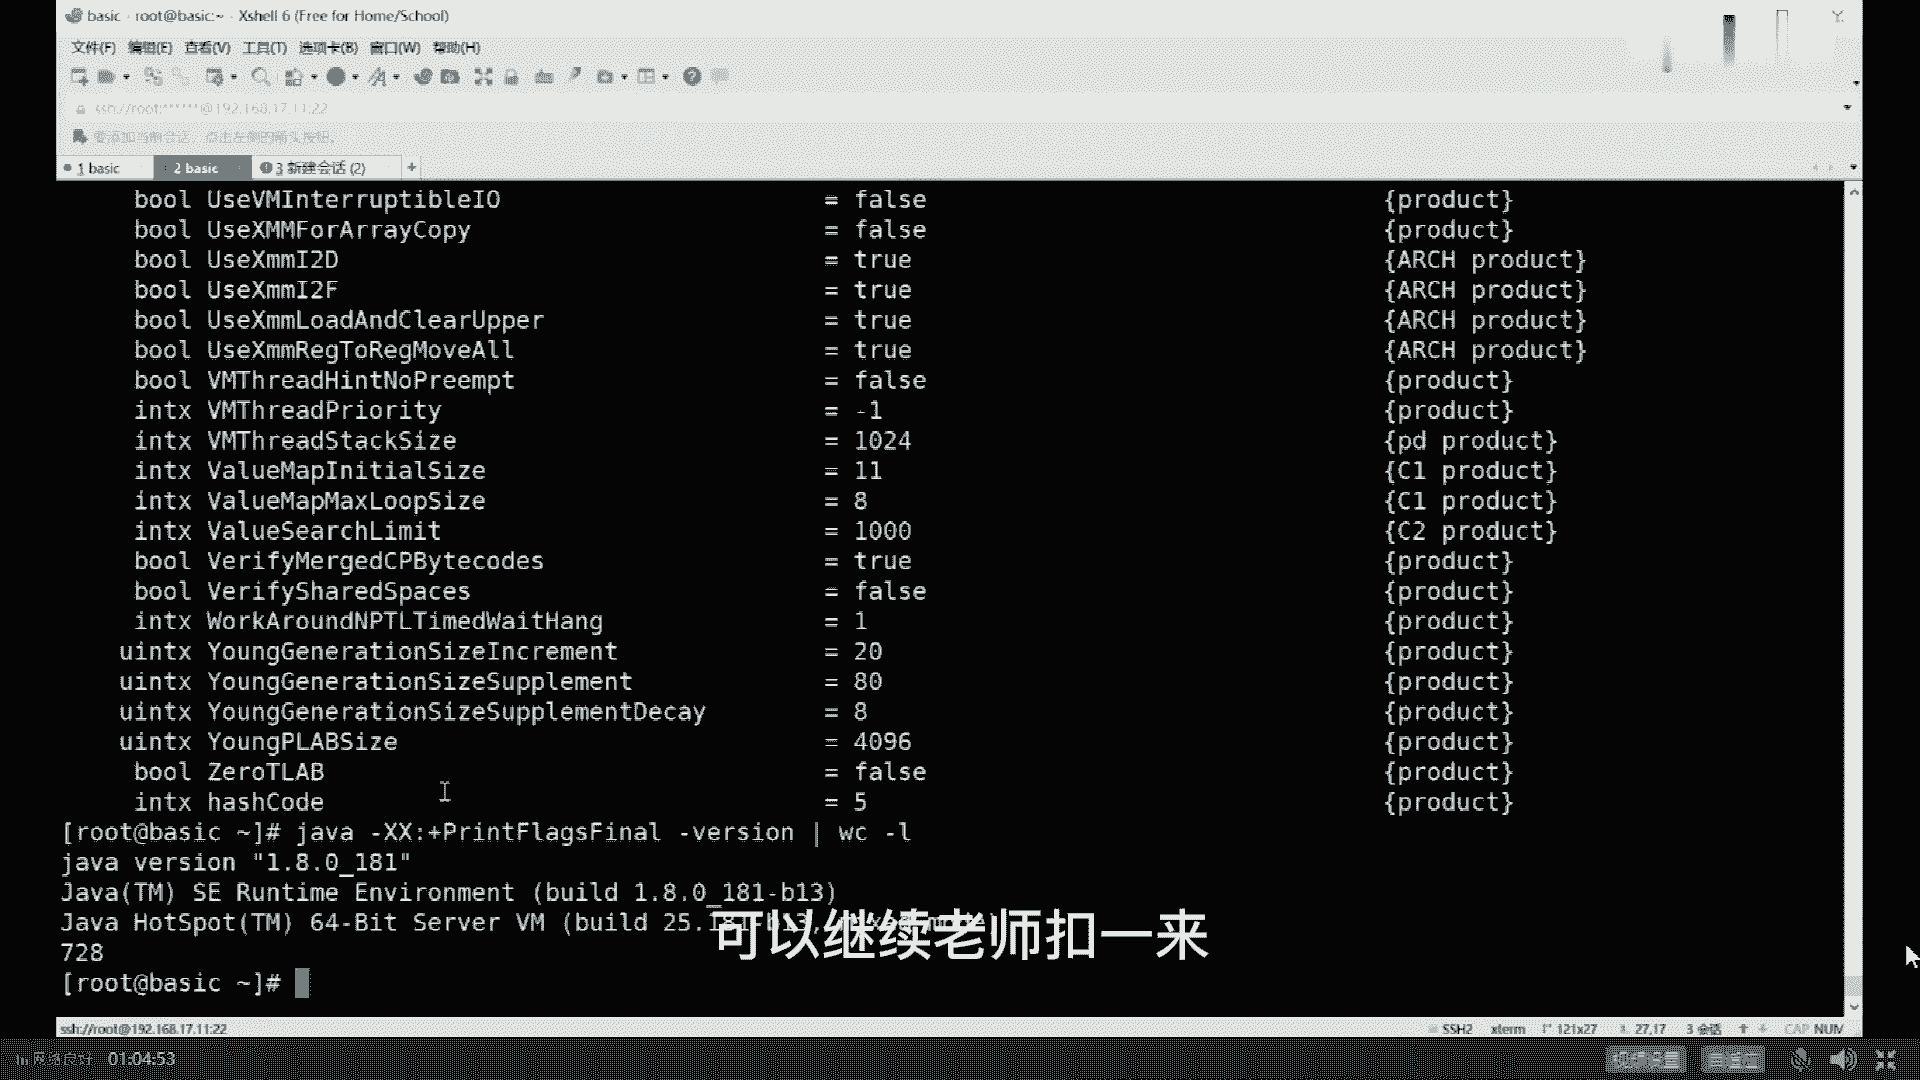 basic - root@basic:~ - Xshell 6 (Free for Home/School)
文件(F) 编辑(E) 查看(V) 工具(T) 选项卡(B) 窗口(W) 帮助(H)
ssh://root:******@192.168.17.11:22
要添加当前会话，点击左侧的箭头按钮。
1 basic 2 basic 3 新建会话 (2) +
bool UseVMInterruptibleIO = false {product}
bool UseXMMForArrayCopy = false {product}
bool UseXmmI2D = true {ARCH product}
bool UseXmmI2F = true {ARCH product}
bool UseXmmLoadAndClearUpper = true {ARCH product}
bool UseXmmRegToRegMoveAll = true {ARCH product}
bool VMThreadHintNoPreempt = false {product}
intx VMThreadPriority = -1 {product}
intx VMThreadStackSize = 1024 {pd product}
intx ValueMapInitialSize = 11 {C1 product}
intx ValueMapMaxLoopSize = 8 {C1 product}
intx ValueSearchLimit = 1000 {C2 product}
bool VerifyMergedCPBytecodes = true {product}
bool VerifySharedSpaces = false {product}
intx WorkAroundNPTLTimedWaitHang = 1 {product}
uintx YoungGenerationSizeIncrement = 20 {product}
uintx YoungGenerationSizeSupplement = 80 {product}
uintx YoungGenerationSizeSupplementDecay = 8 {product}
uintx YoungPLABSize = 4096 {product}
bool ZeroTLAB = false {product}
intx hashCode = 5 {product}
[root@basic ~]# java -XX:+PrintFlagsFinal -version | wc -l
java version "1.8.0_181"
Java(TM) SE Runtime Environment (build 1.8.0_181-b13)
Java HotSpot(TM) 64-Bit Server VM (build 25.181-b13,
可以继续老师扣一来
728
[root@basic ~]#
ssh://root@192.168.17.11:22 SSH2 xterm 121x27 27,17 3 会话 CAP NUM
网络良好 01:04:53